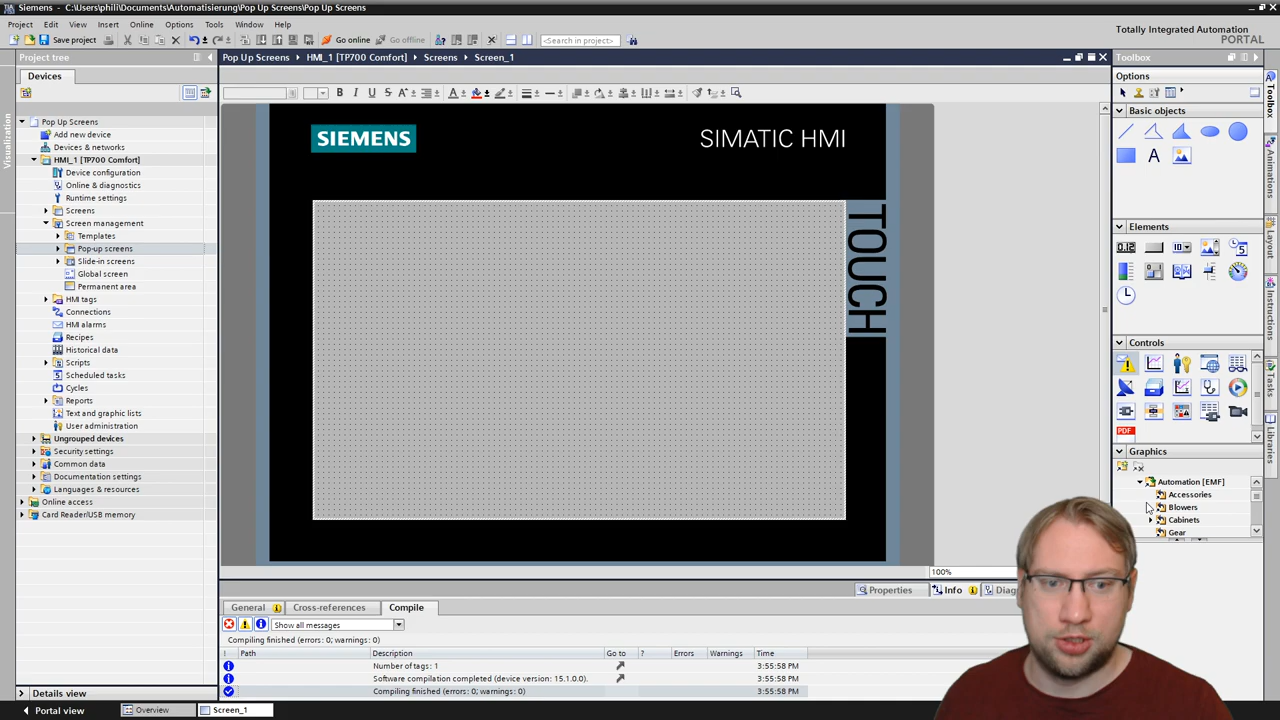 Siemens - C:\Users\phili\Documents\Automatisierung\Pop Up Screens\Pop Up Screens
Project Edit View Insert Online Options Tools Window Help
Totally Integrated Automation
PORTAL
Save project Go online Go offline <Search in project>
Project tree
Pop Up Screens HMI_1 [TP700 Comfort] Screens Screen_1
Toolbox
Devices
Options
Visualization
Pop Up Screens
Add new device
Devices & networks
HMI_1 [TP700 Comfort]
Device configuration
Online & diagnostics
Runtime settings
Screens
Screen management
Templates
Pop-up screens
Slide-in screens
Global screen
Permanent area
HMI tags
Connections
HMI alarms
Recipes
Historical data
Scripts
Scheduled tasks
Cycles
Reports
Text and graphic lists
User administration
Ungrouped devices
Security settings
Common data
Documentation settings
Languages & resources
Online access
Card Reader/USB memory
Details view
SIEMENS
SIMATIC HMI
TOUCH
100%
Basic objects
Elements
Controls
PDF
Graphics
Automation [EMF]
Accessories
Blowers
Cabinets
Gear
Toolbox
Animations
Layout
Instructions
Tasks
Libraries
Properties Info Diag
General Cross-references Compile
Show all messages
Compiling finished (errors: 0; warnings: 0)
! Path Description Go to ? Errors Warnings Time
Number of tags: 1 3:55:58 PM
Software compilation completed (device version: 15.1.0.0). 3:55:58 PM
Compiling finished (errors: 0; warnings: 0) 3:55:58 PM
Portal view Overview Screen_1